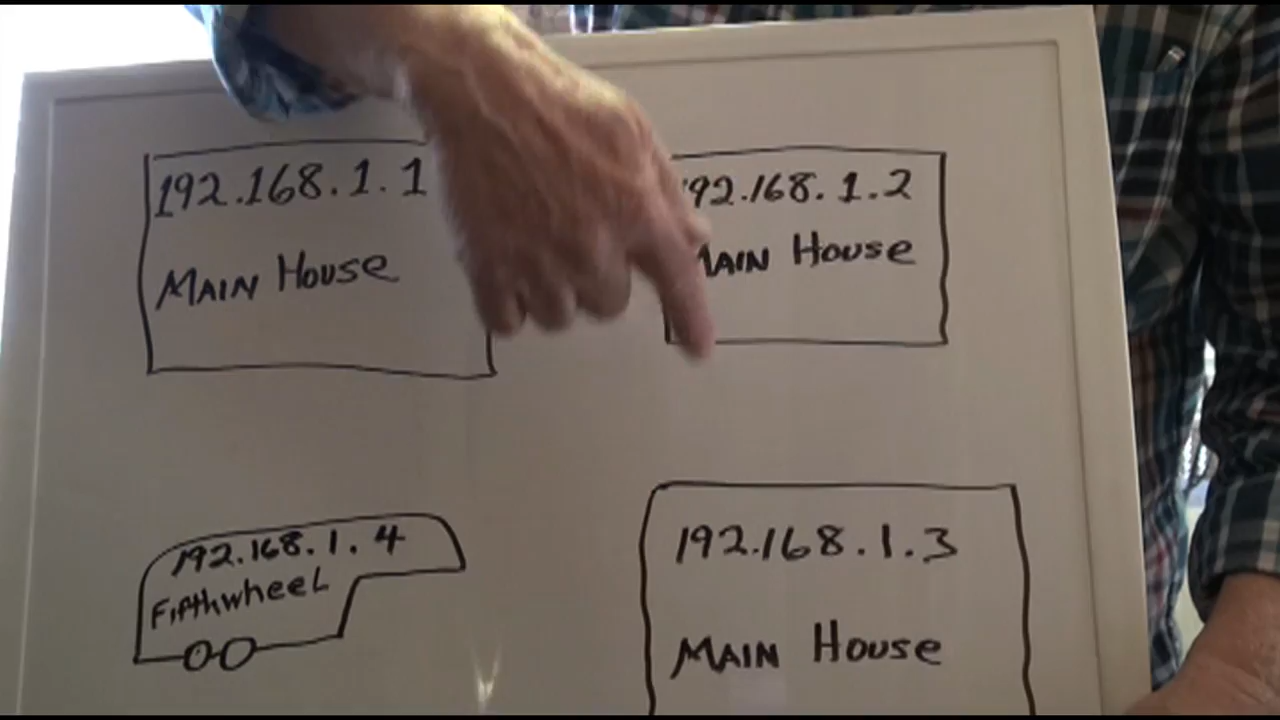 192.168.1.1
Main House
92.168.1.2
Main House
192.168.1.4
Fifthwheel
192.168.1.3
Main House